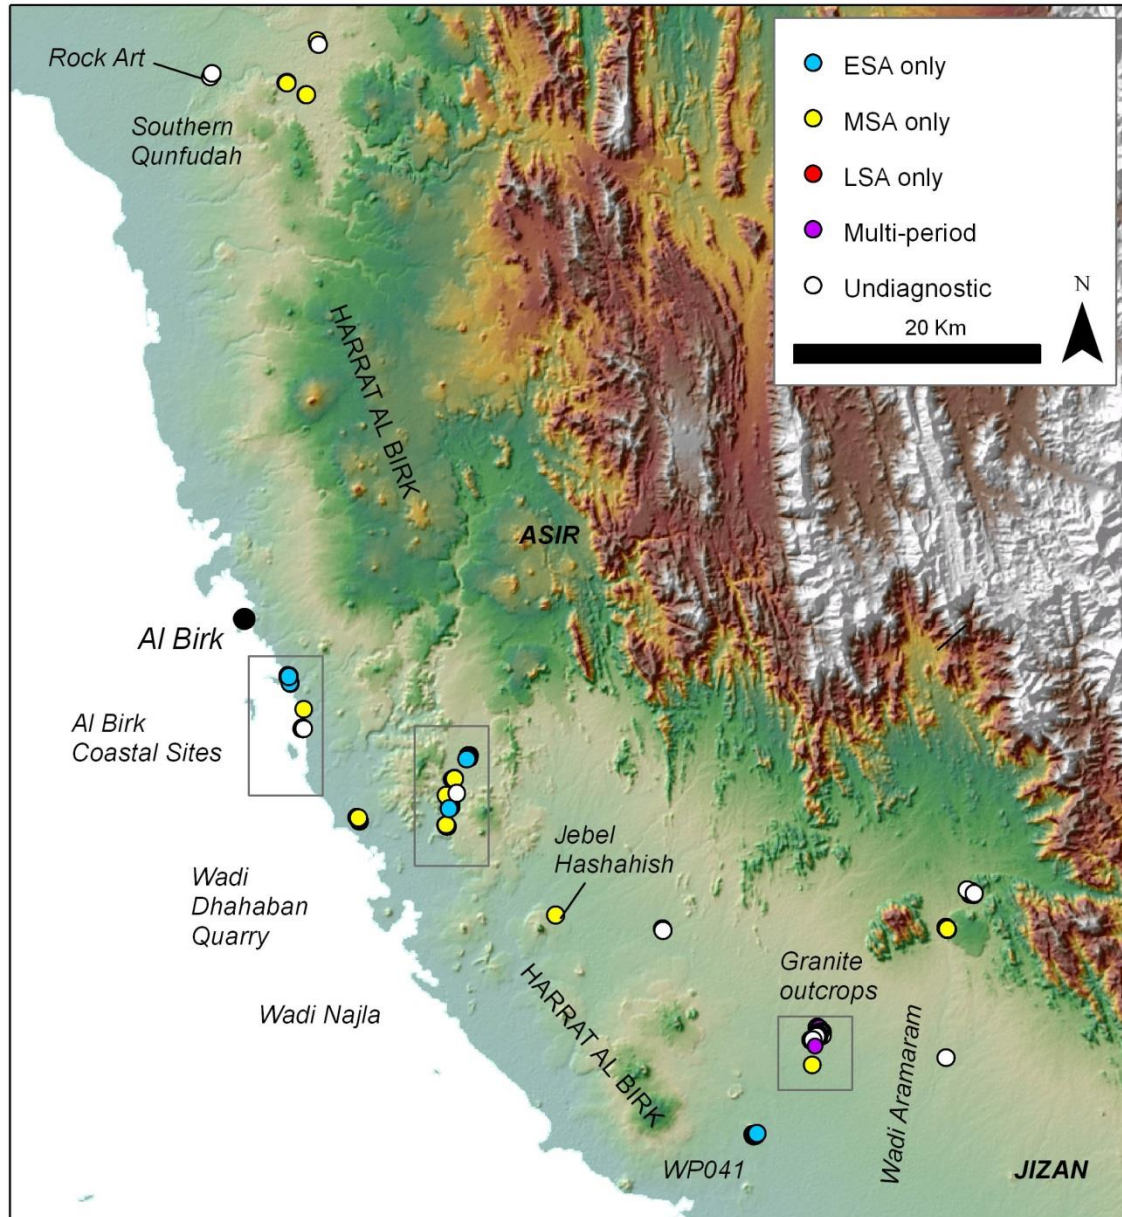 Rock Art
Southern
Qunfudah
ESA only
MSA only
LSA only
Multi-period
Undiagnostic
N
20 Km
HARRAT AL BIRK
ASIR
Al Birk
Al Birk
Coastal Sites
Jebel
Hashahish
Wadi
Dhahaban
Quarry
Granite
outcrops
Wadi Najla
HARRAT AL BIRK
Wadi Aramaram
WP041
JIZAN